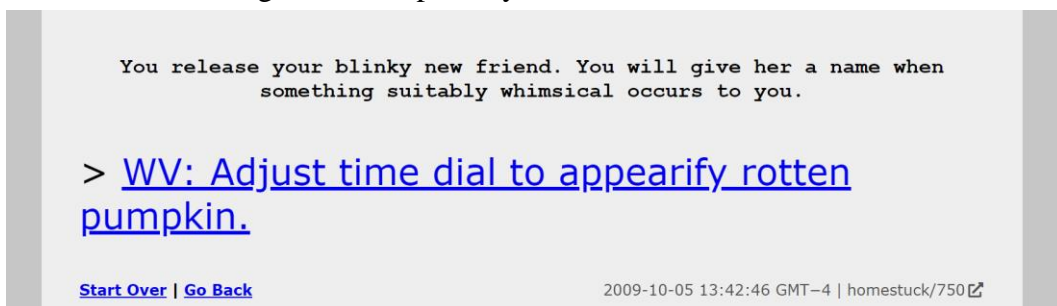 You release your blinky new friend. You will give her a name when
something suitably whimsical occurs to you.
> WV: Adjust time dial to appearify rotten
pumpkin.
Start Over | Go Back
2009-10-05 13:42:46 GMT−4 | homestuck/750